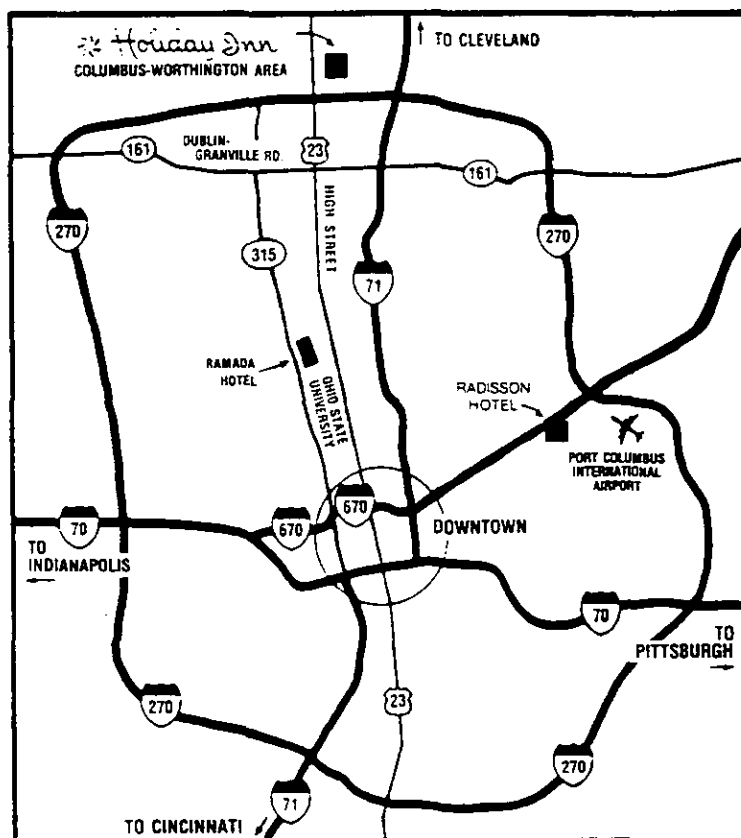 Holiday Inn
COLUMBUS-WORTHINGTON AREA
TO CLEVELAND
DUBLIN-
GRANVILLE RD.
161
23
161
270
315
HIGH STREET
71
270
RAMADA
HOTEL
OHIO STATE
UNIVERSITY
RADISSON
HOTEL
PORT COLUMBUS
INTERNATIONAL
AIRPORT
70
670
670
DOWNTOWN
TO
INDIANAPOLIS
70
TO
PITTSBURGH
270
23
270
TO CINCINNATI
71